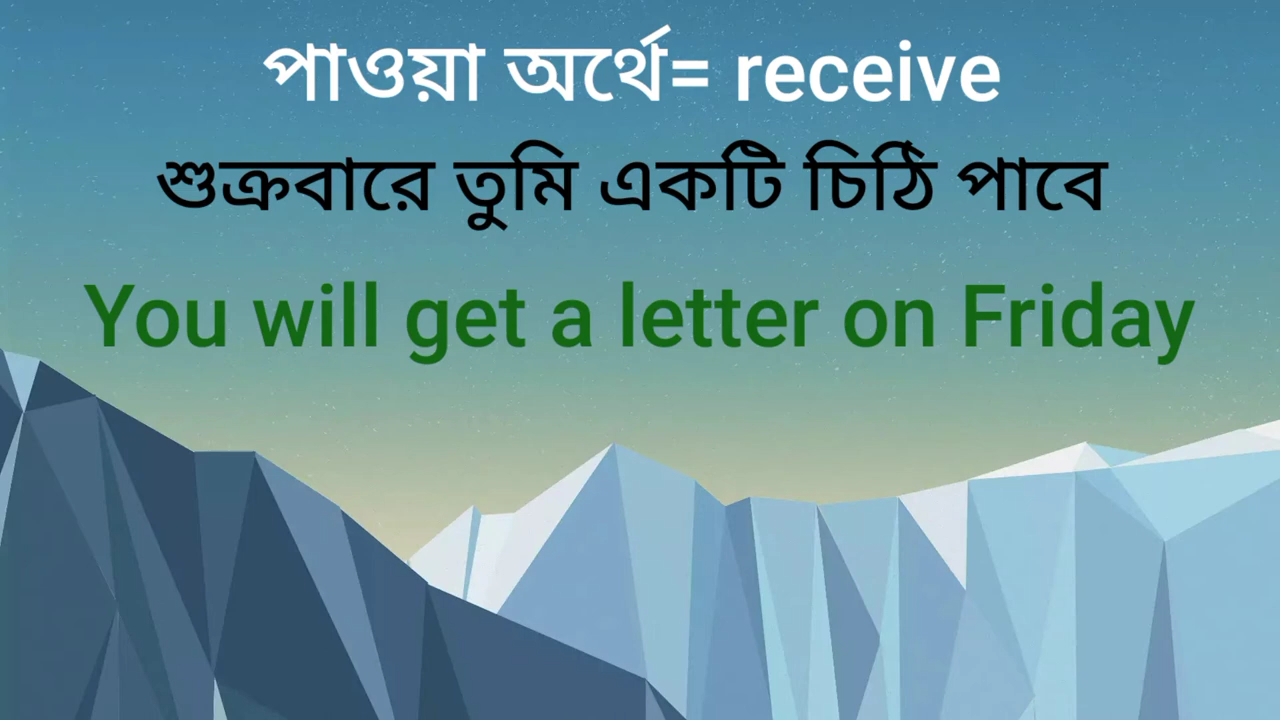 পাওয়া অর্থে= receive
শুক্রবারে তুমি একটি চিঠি পাবে
You will get a letter on Friday